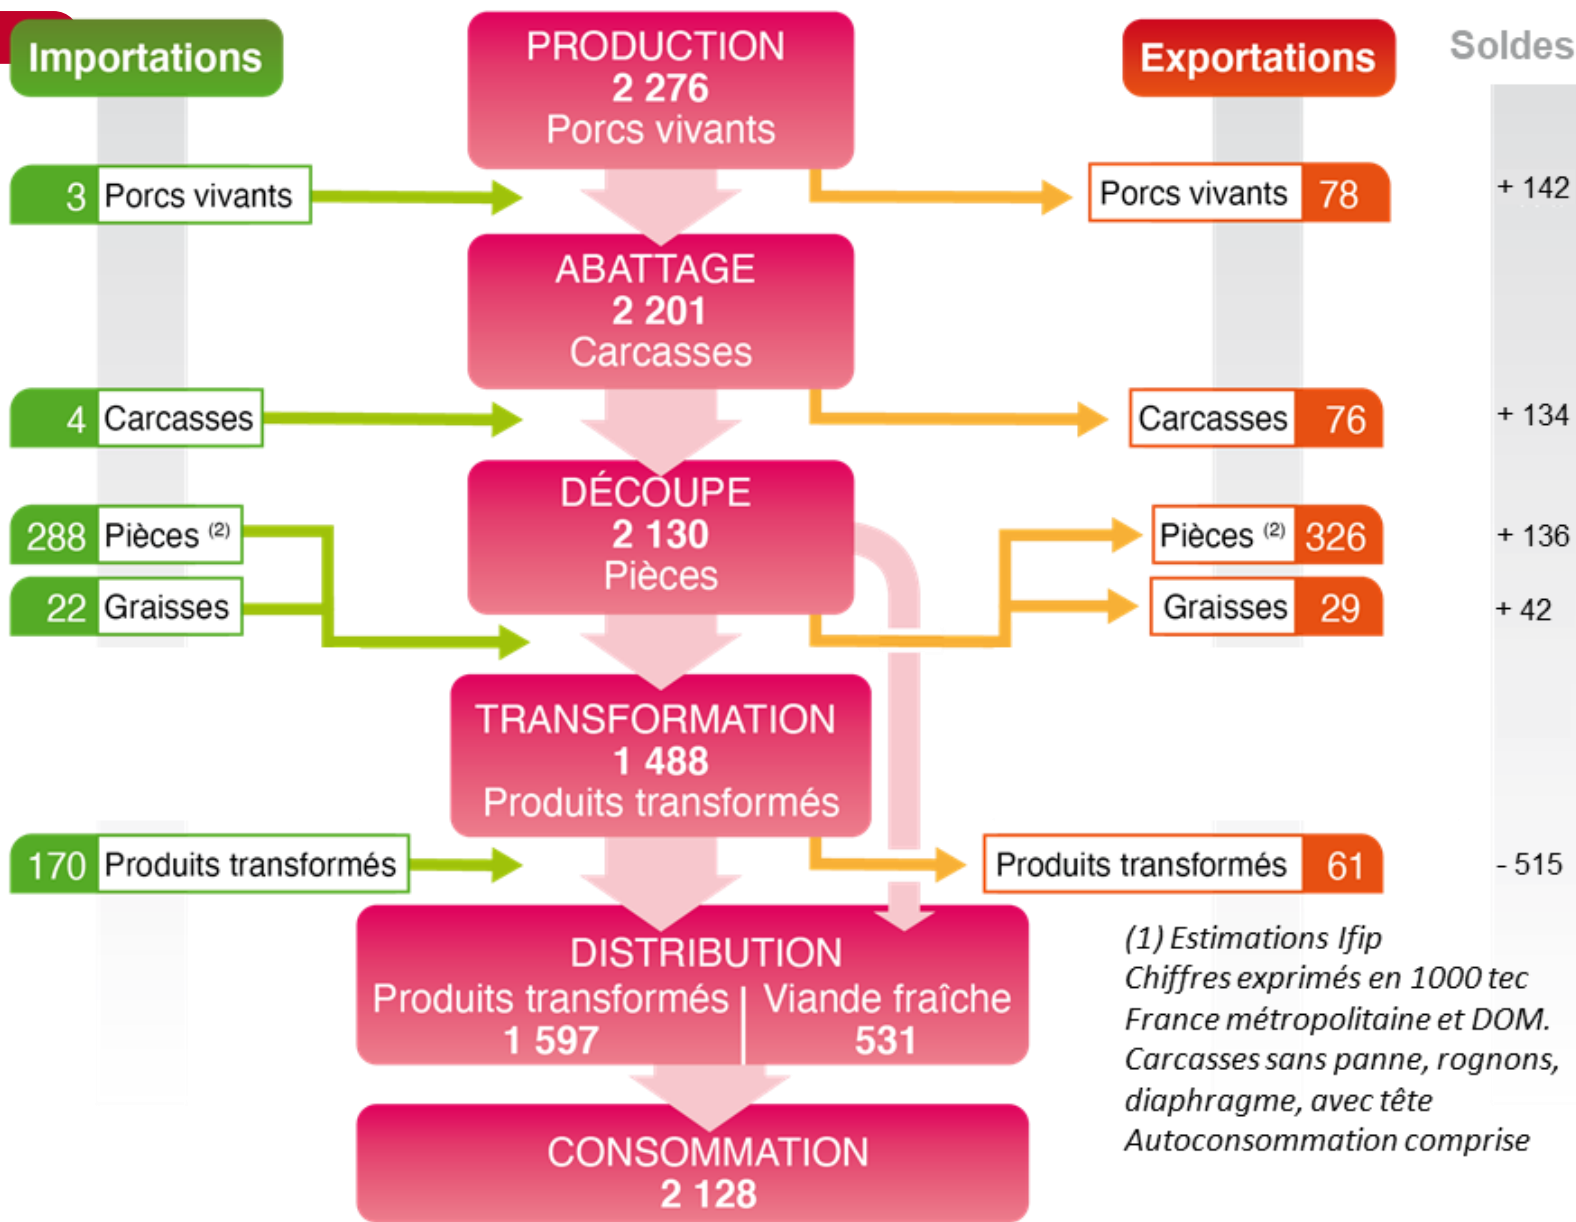 Importations
PRODUCTION
2 276
Porcs vivants
Exportations
Soldes
3 Porcs vivants
Porcs vivants 78
+ 142
ABATTAGE
2 201
Carcasses
4 Carcasses
Carcasses 76
+ 134
DÉCOUPE
2 130
Pièces
288 Pièces (2)
Pièces (2) 326
+ 136
22 Graisses
Graisses 29
+ 42
TRANSFORMATION
1 488
Produits transformés
170 Produits transformés
Produits transformés 61
- 515
DISTRIBUTION
Produits transformés
1 597
Viande fraîche
531
CONSOMMATION
2 128
(1) Estimations Ifip
Chiffres exprimés en 1000 tec
France métropolitaine et DOM.
Carcasses sans panne, rognons,
diaphragme, avec tête
Autoconsommation comprise